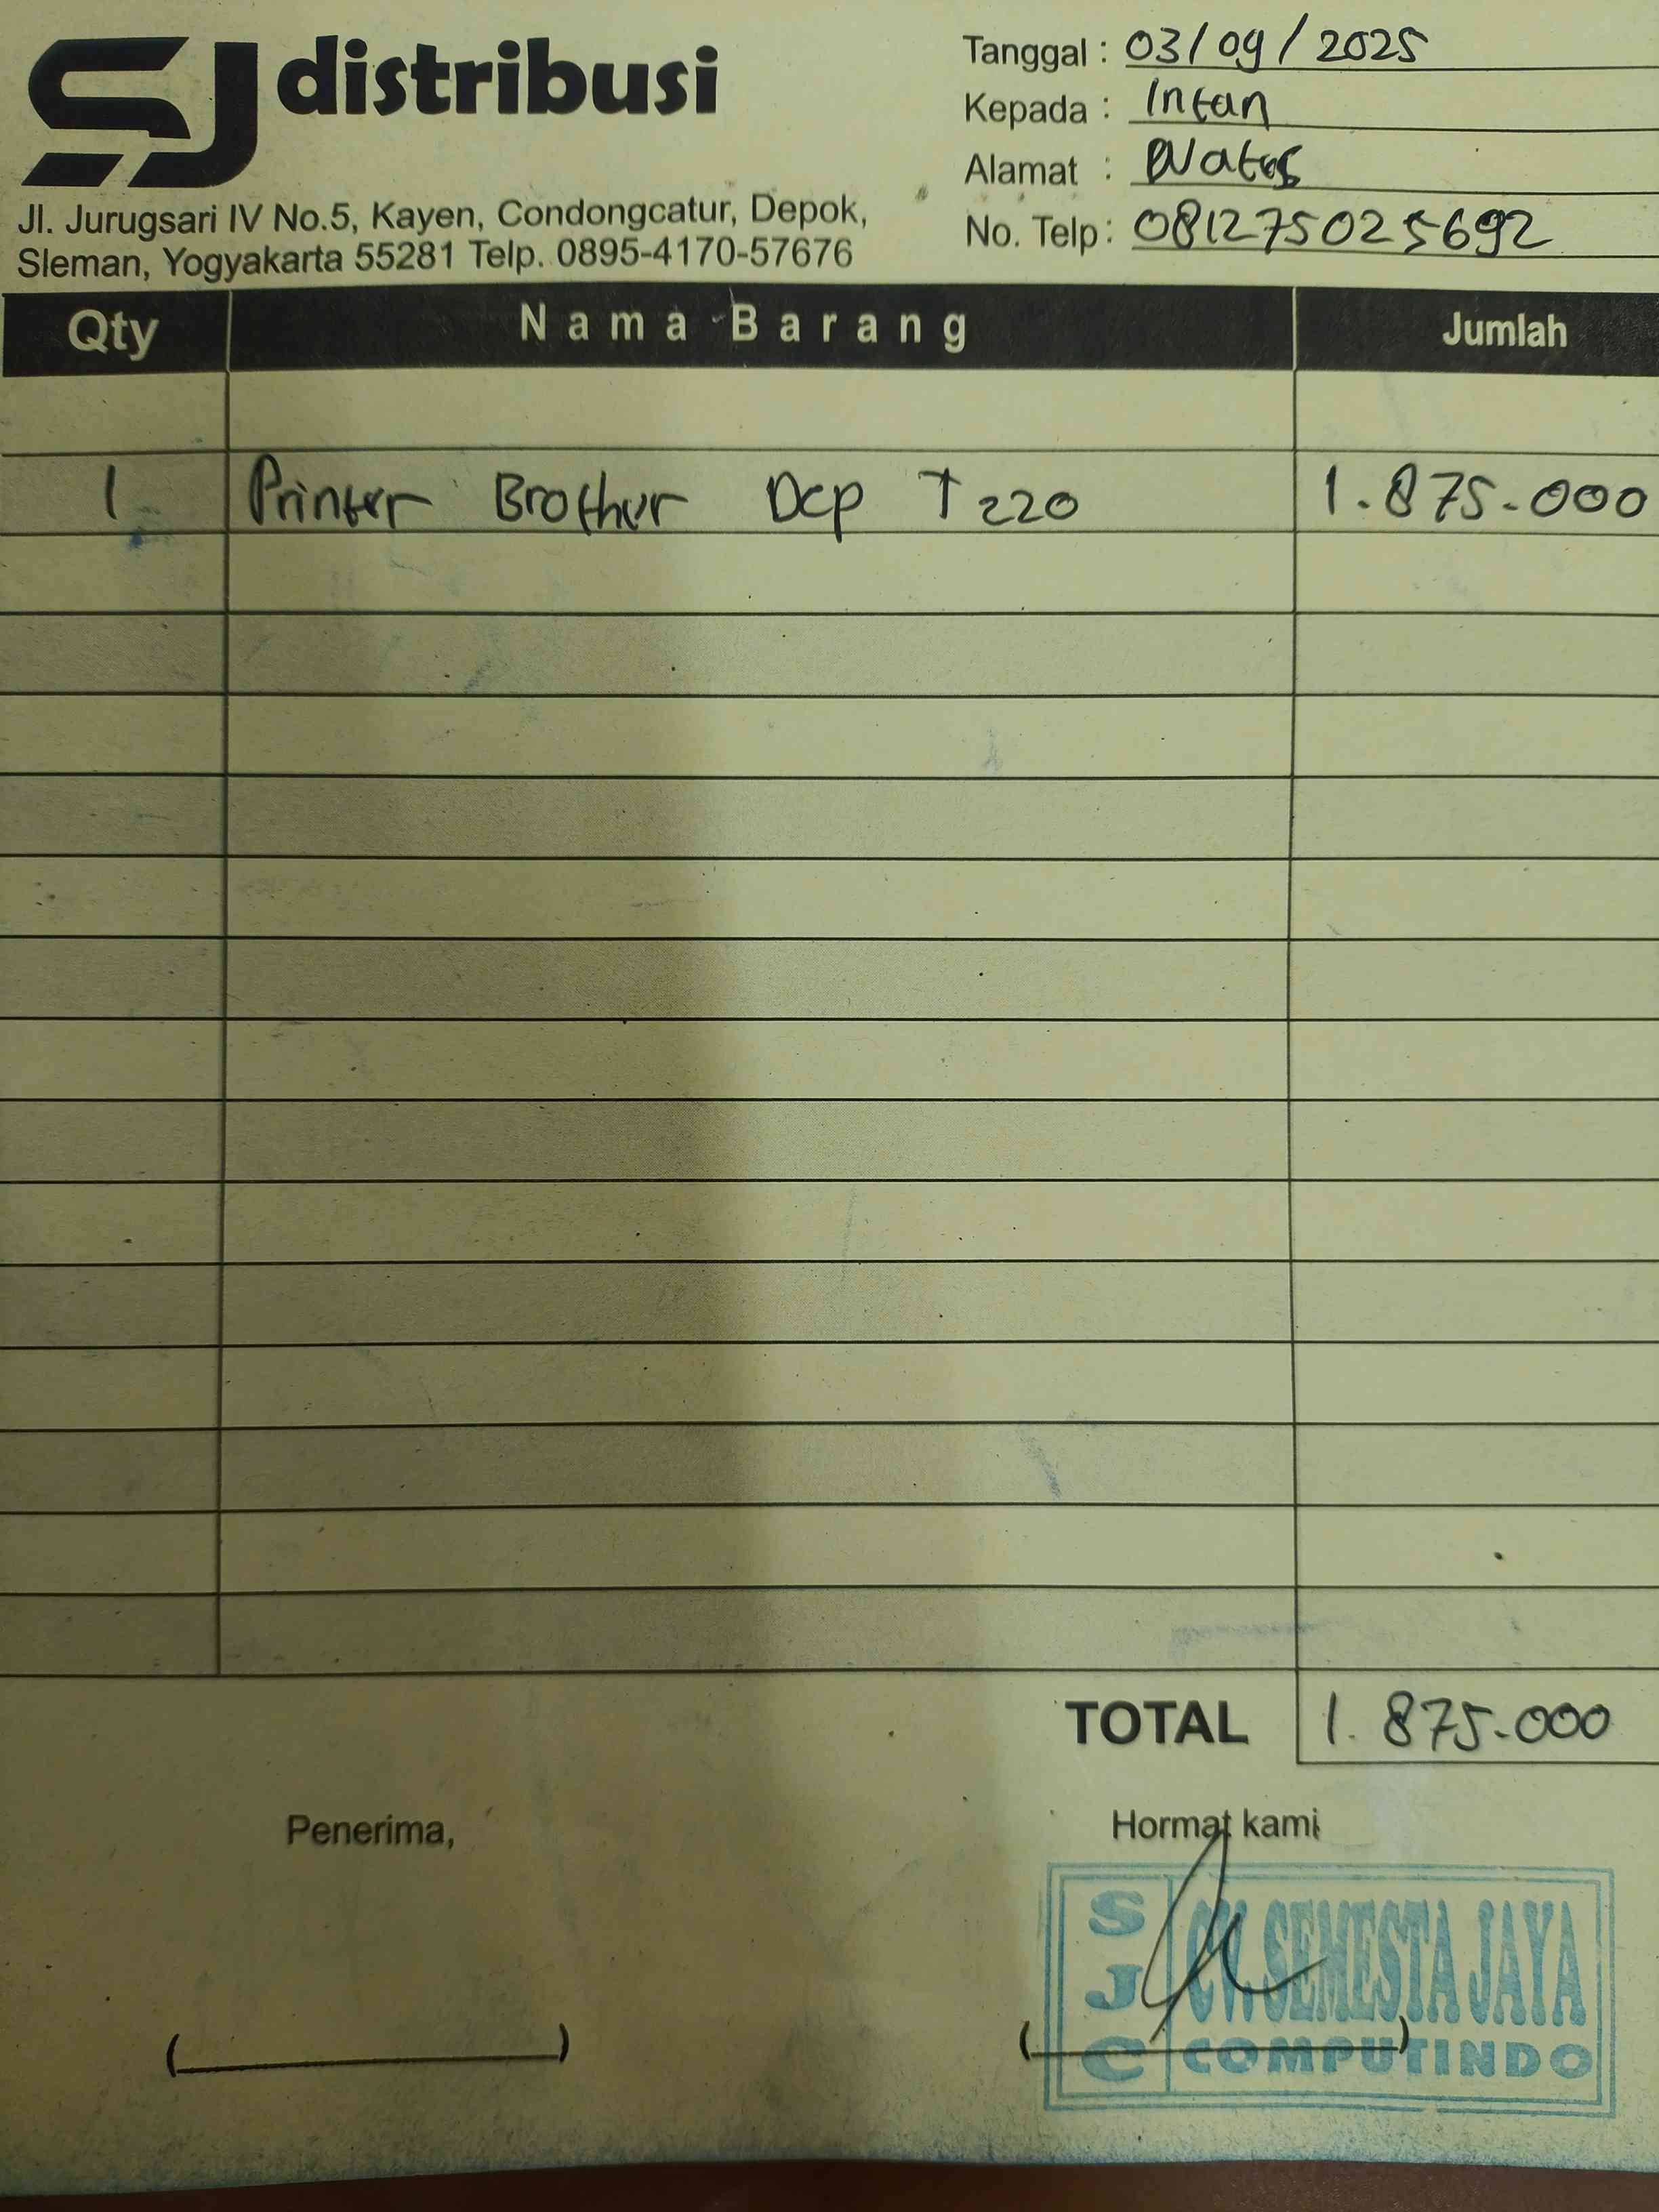 SJ distribusi
Jl. Jurugsari IV No.5, Kayen, Condongcatur, Depok,
Sleman, Yogyakarta 55281 Telp. 0895-4170-57676
Tanggal : 03/09/2025
Kepada : Intan
Alamat : Wates
No. Telp : 081275025692
Qty Nama Barang Jumlah
1 Printer Brother Dcp T220 1.875.000
TOTAL 1.875.000
Penerima, Hormat kami
SJC CV. SEMESTA JAYA
COMPUTINDO
( ) ( )